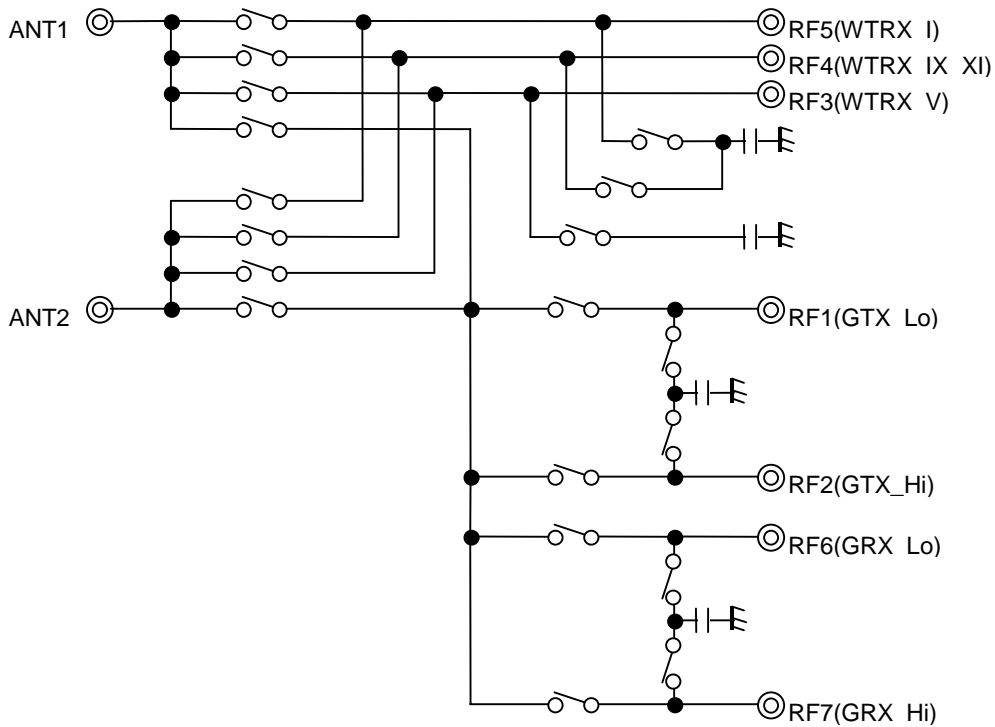 ANT1
RF5(WTRX I)
RF4(WTRX IX XI)
RF3(WTRX V)
ANT2
RF1(GTX Lo)
RF2(GTX_Hi)
RF6(GRX Lo)
RF7(GRX Hi)